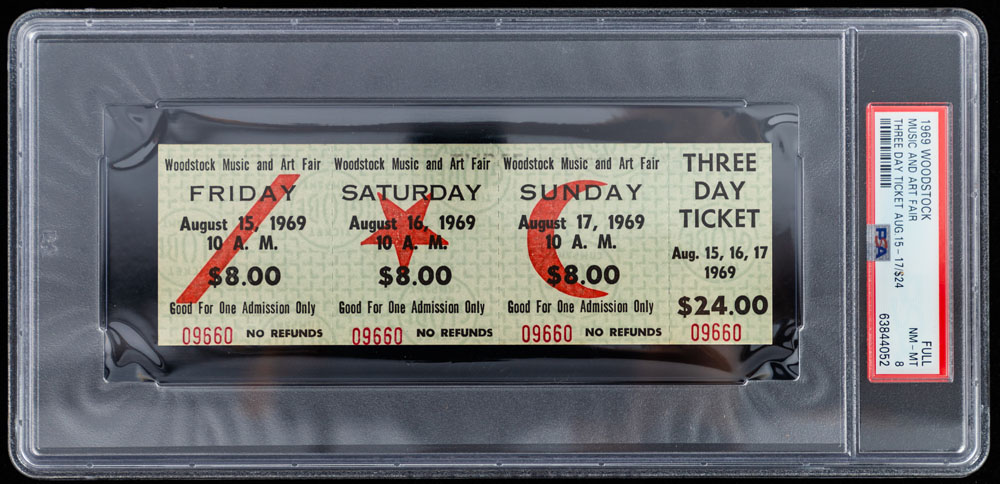 Woodstock Music and Art Fair
FRIDAY
August 15, 1969
10 A. M.
$8.00
Good For One Admission Only
09660 NO REFUNDS
Woodstock Music and Art Fair
SATURDAY
August 16, 1969
10 A. M.
$8.00
Good For One Admission Only
09660 NO REFUNDS
Woodstock Music and Art Fair
SUNDAY
August 17, 1969
10 A. M.
$8.00
Good For One Admission Only
09660 NO REFUNDS
THREE
DAY
TICKET
Aug. 15, 16, 17
1969
$24.00
09660
1969 WOODSTOCK
MUSIC AND ART FAIR
THREE DAY TICKET AUG.15 - 17/$24
PSA
FULL
NM - MT 8
63844052